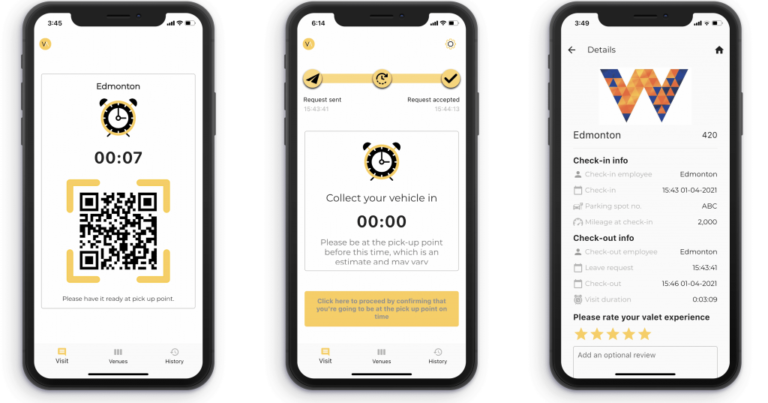 3:45
V
Edmonton
00:07
Please have it ready at pick up point.
Visit
Venues
History
6:14
V
Request sent
Request accepted
15:43:41
15:44:13
Collect your vehicle in
00:00
Please be at the pick-up point
before this time, which is an
estimate and may vary
Click here to proceed by confirming that
you're going to be at the pick up point on
time
Visit
Venues
History
3:49
Details
W
Edmonton 420
Check-in info
Check-in employee Edmonton
Check-in 15:43 01-04-2021
Parking spot no. ABC
Mileage at check-in 2,000
Check-out info
Check-out employee Edmonton
Leave request 15:43:41
Check-out 15:46 01-04-2021
Visit duration 0:03:09
Please rate your valet experience
Add an optional review